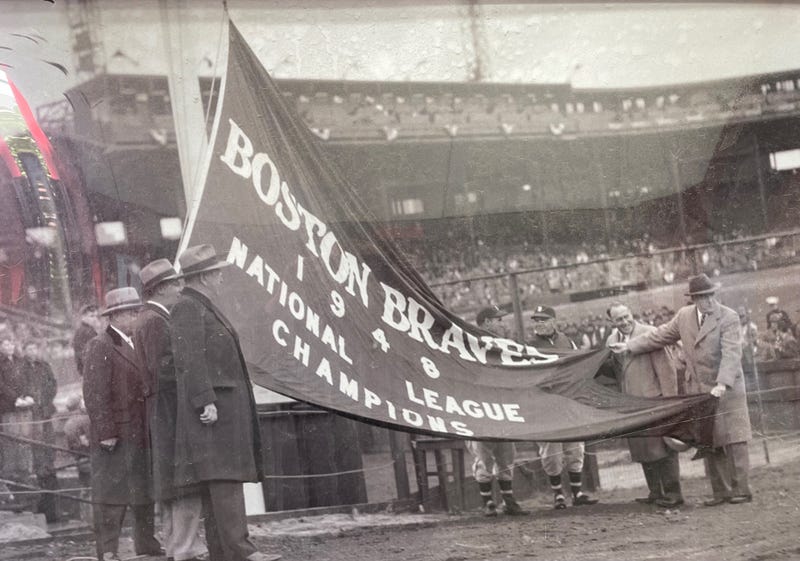 BOSTON BRAVES
1948
NATIONAL LEAGUE
CHAMPIONS